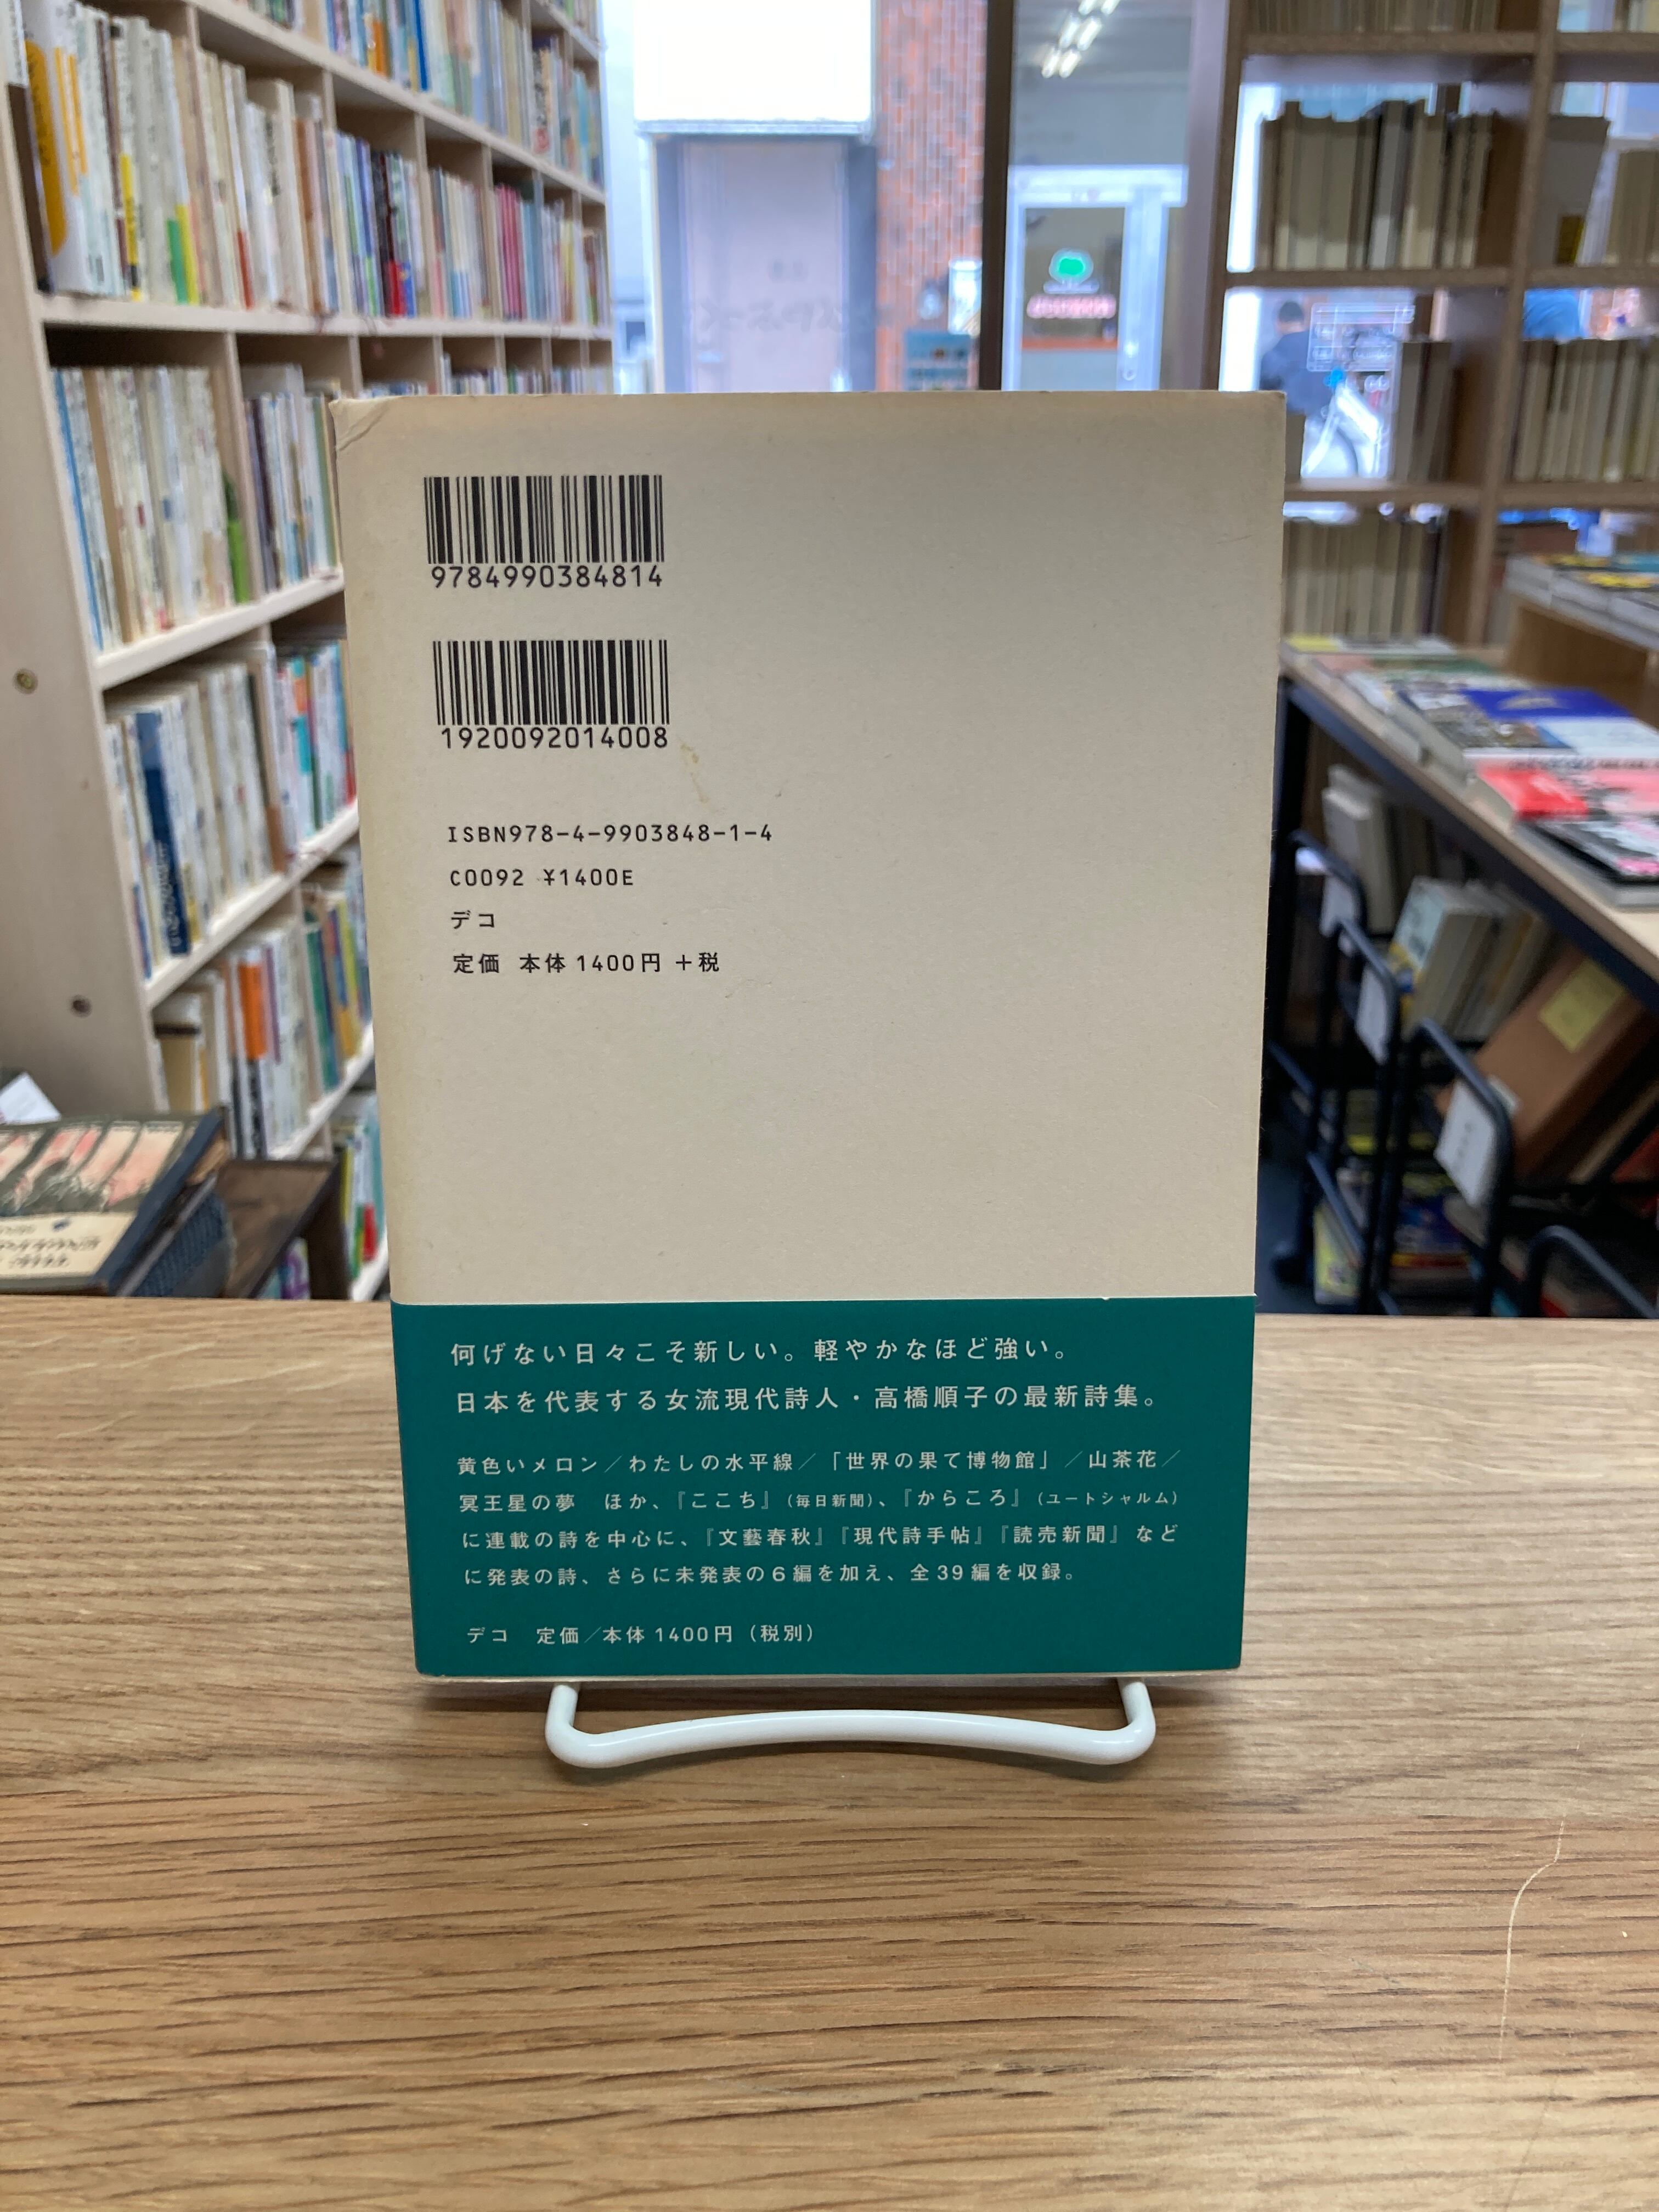 9784990384814
1920092014008
ISBN978-4-9903848-1-4
C0092 ¥1400E
デコ
定価 本体1400円＋税
何げない日々こそ新しい。軽やかなほど強い。
日本を代表する女流現代詩人・高橋順子の最新詩集。
黄色いメロン／わたしの水平線／「世界の果て博物館」／山茶花／
冥王星の夢　ほか、『ここち』（毎日新聞）、『からころ』（ユートシャルム）
に連載の詩を中心に、『文藝春秋』『現代詩手帖』『読売新聞』など
に発表の詩、さらに未発表の6編を加え、全39編を収録。
デコ　定価／本体1400円（税別）